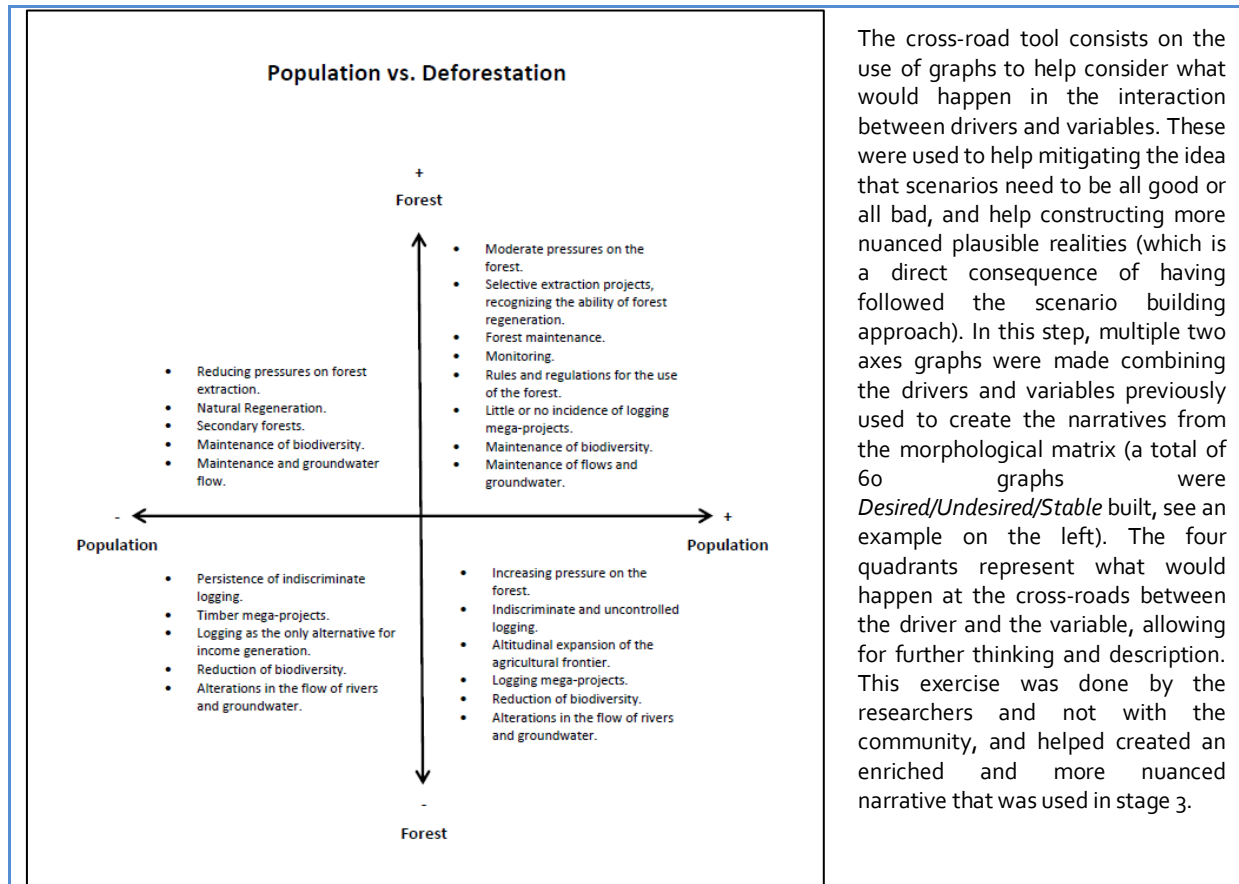 Population vs. Deforestation
+
Forest
• Moderate pressures on the
forest.
• Selective extraction projects,
recognizing the ability of forest
regeneration.
• Forest maintenance.
• Monitoring.
• Rules and regulations for the use
of the forest.
• Little or no incidence of logging
mega-projects.
• Maintenance of biodiversity.
• Maintenance of flows and
groundwater.
• Reducing pressures on forest
extraction.
• Natural Regeneration.
• Secondary forests.
• Maintenance of biodiversity.
• Maintenance and groundwater
flow.
-
Population
+
Population
• Persistence of indiscriminate
logging.
• Timber mega-projects.
• Logging as the only alternative for
income generation.
• Reduction of biodiversity.
• Alterations in the flow of rivers
and groundwater.
• Increasing pressure on the
forest.
• Indiscriminate and uncontrolled
logging.
• Altitudinal expansion of the
agricultural frontier.
• Logging mega-projects.
• Reduction of biodiversity.
• Alterations in the flow of rivers
and groundwater.
-
Forest
The cross-road tool consists on the
use of graphs to help consider what
would happen in the interaction
between drivers and variables. These
were used to help mitigating the idea
that scenarios need to be all good or
all bad, and help constructing more
nuanced plausible realities (which is
a direct consequence of having
followed the scenario building
approach). In this step, multiple two
axes graphs were made combining
the drivers and variables previously
used to create the narratives from
the morphological matrix (a total of
60 graphs were
Desired/Undesired/Stable built, see an
example on the left). The four
quadrants represent what would
happen at the cross-roads between
the driver and the variable, allowing
for further thinking and description.
This exercise was done by the
researchers and not with the
community, and helped created an
enriched and more nuanced
narrative that was used in stage 3.